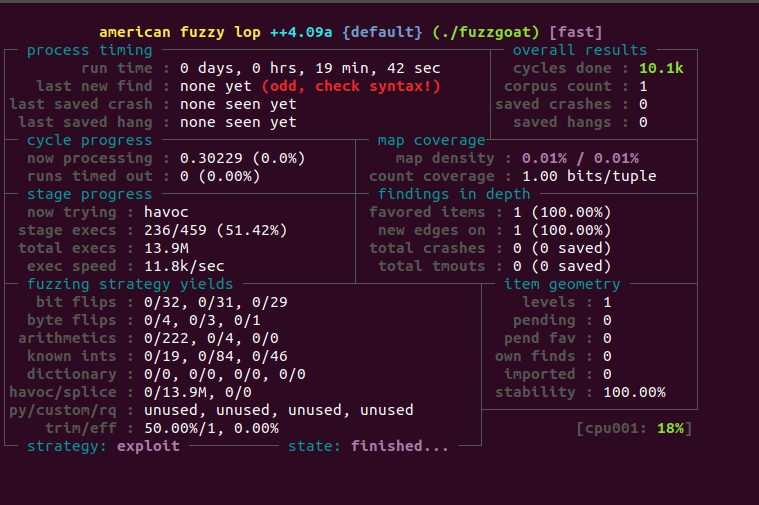 american fuzzy lop ++4.09a {default} (./fuzzgoat) [fast]
process timing overall results
run time : 0 days, 0 hrs, 19 min, 42 sec cycles done : 10.1k
last new find : none yet (odd, check syntax!) corpus count : 1
last saved crash : none seen yet saved crashes : 0
last saved hang : none seen yet saved hangs : 0
cycle progress map coverage
now processing : 0.30229 (0.0%) map density : 0.01% / 0.01%
runs timed out : 0 (0.00%) count coverage : 1.00 bits/tuple
stage progress findings in depth
now trying : havoc favored items : 1 (100.00%)
stage execs : 236/459 (51.42%) new edges on : 1 (100.00%)
total execs : 13.9M total crashes : 0 (0 saved)
exec speed : 11.8k/sec total tmouts : 0 (0 saved)
fuzzing strategy yields item geometry
bit flips : 0/32, 0/31, 0/29 levels : 1
byte flips : 0/4, 0/3, 0/1 pending : 0
arithmetics : 0/222, 0/4, 0/0 pend fav : 0
known ints : 0/19, 0/84, 0/46 own finds : 0
dictionary : 0/0, 0/0, 0/0, 0/0 imported : 0
havoc/splice : 0/13.9M, 0/0 stability : 100.00%
py/custom/rq : unused, unused, unused, unused
trim/eff : 50.00%/1, 0.00% [cpu001: 18%]
strategy: exploit state: finished...